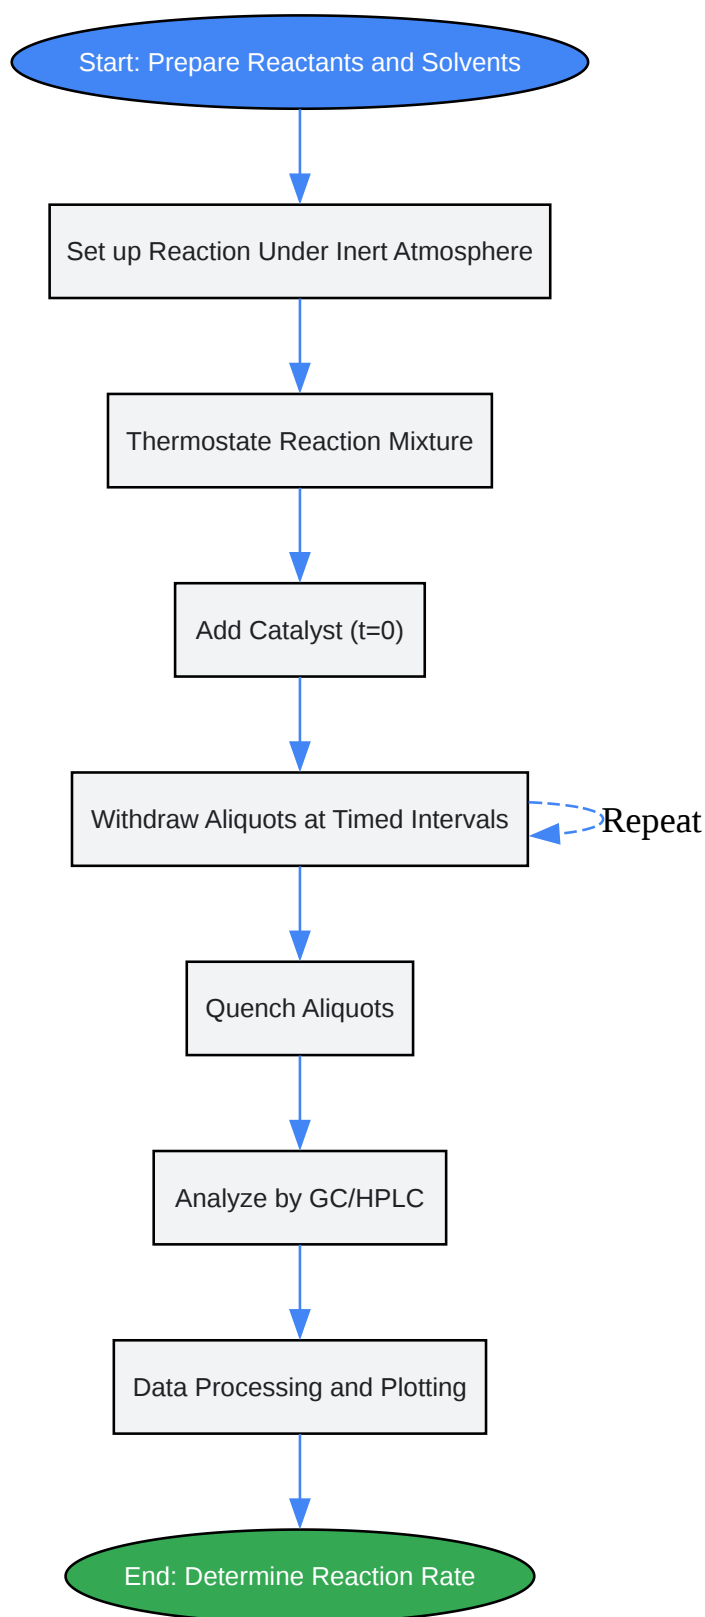 Start: Prepare Reactants and Solvents
Set up Reaction Under Inert Atmosphere
Thermostate Reaction Mixture
Add Catalyst (t=0)
Withdraw Aliquots at Timed Intervals
Repeat
Quench Aliquots
Analyze by GC/HPLC
Data Processing and Plotting
End: Determine Reaction Rate